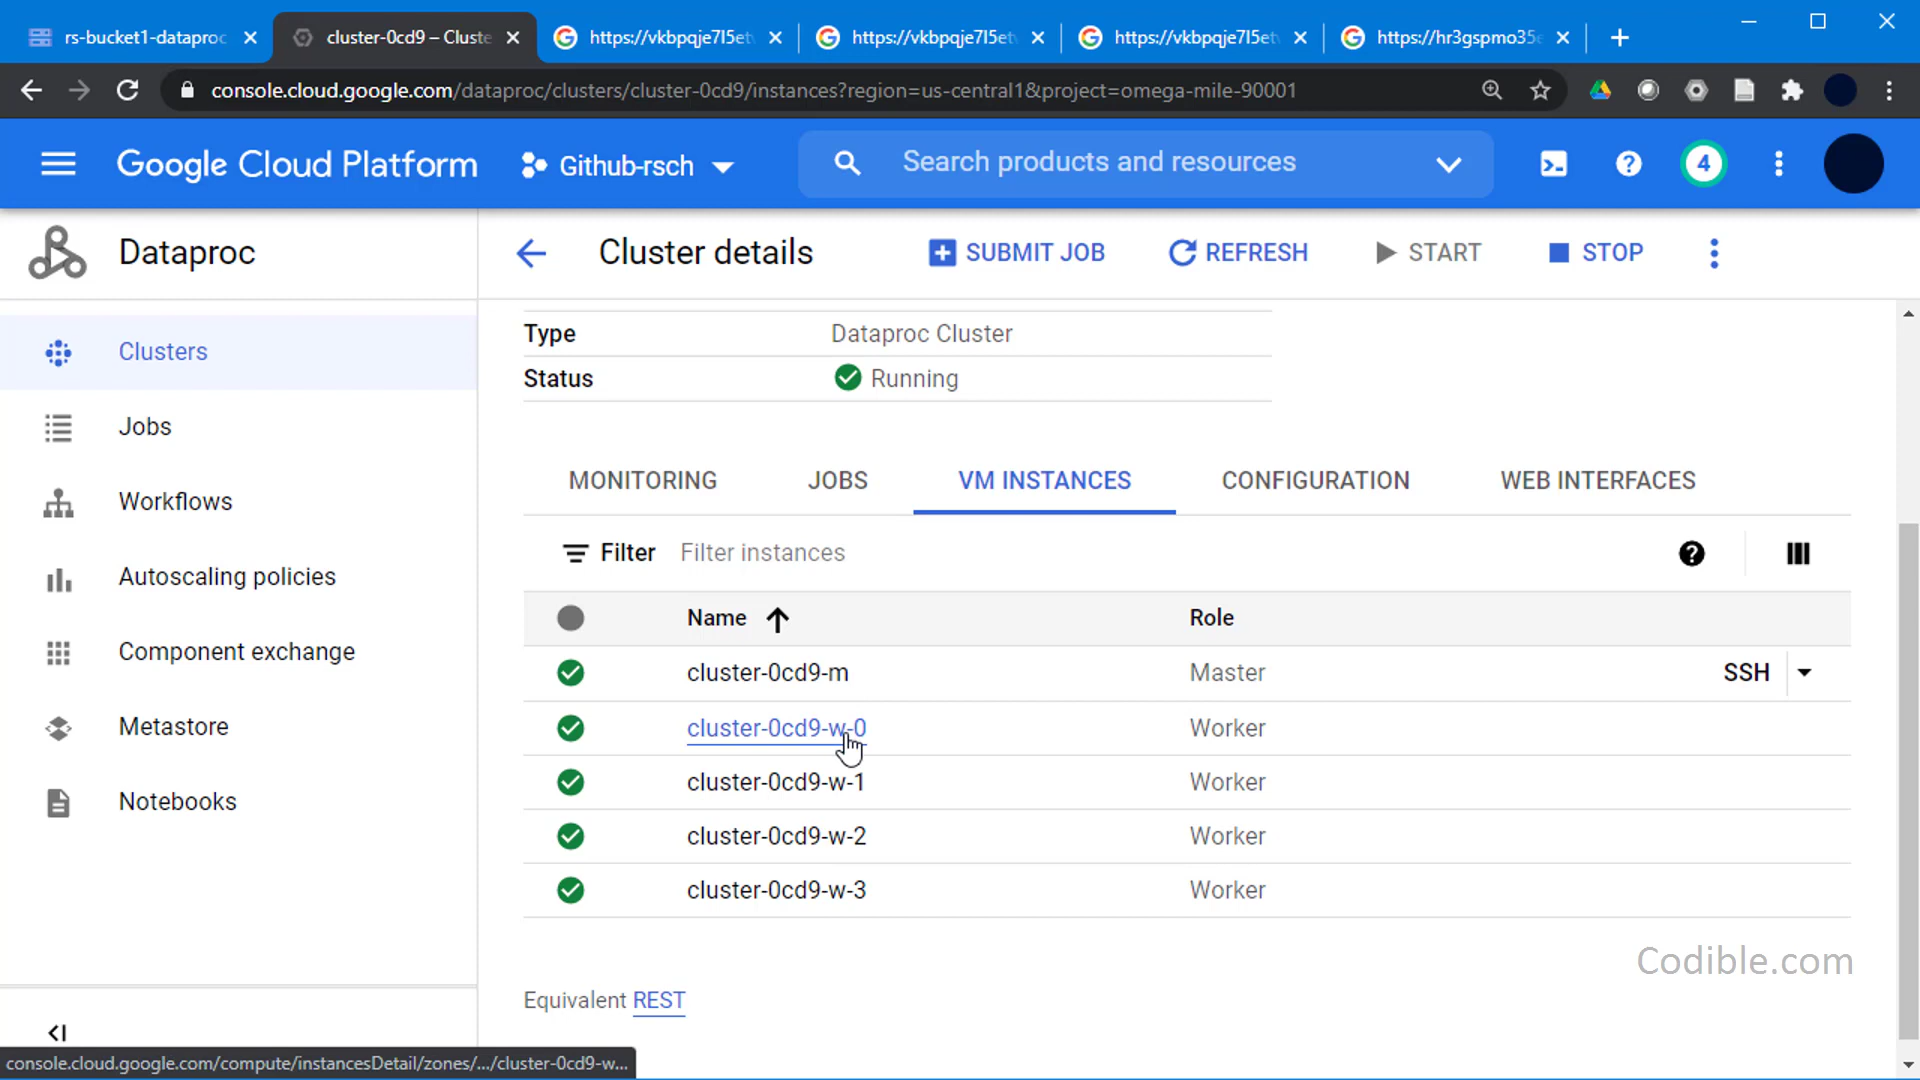 rs-bucket1-dataproc
cluster-0cd9 – Cluste
https://vkbpqje7l5etv
https://vkbpqje7l5etv
https://vkbpqje7l5etv
https://hr3gspmo35e
console.cloud.google.com/dataproc/clusters/cluster-0cd9/instances?region=us-central1&project=omega-mile-90001
Google Cloud Platform
Github-rsch
Search products and resources
4
Dataproc
Cluster details
SUBMIT JOB
REFRESH
START
STOP
Clusters
Jobs
Workflows
Autoscaling policies
Component exchange
Metastore
Notebooks
Type Dataproc Cluster
Status Running
MONITORING JOBS VM INSTANCES CONFIGURATION WEB INTERFACES
Filter Filter instances
Name Role
cluster-0cd9-m Master SSH
cluster-0cd9-w-0 Worker
cluster-0cd9-w-1 Worker
cluster-0cd9-w-2 Worker
cluster-0cd9-w-3 Worker
Codible.com
Equivalent REST
console.cloud.google.com/compute/instancesDetail/zones/.../cluster-0cd9-w...